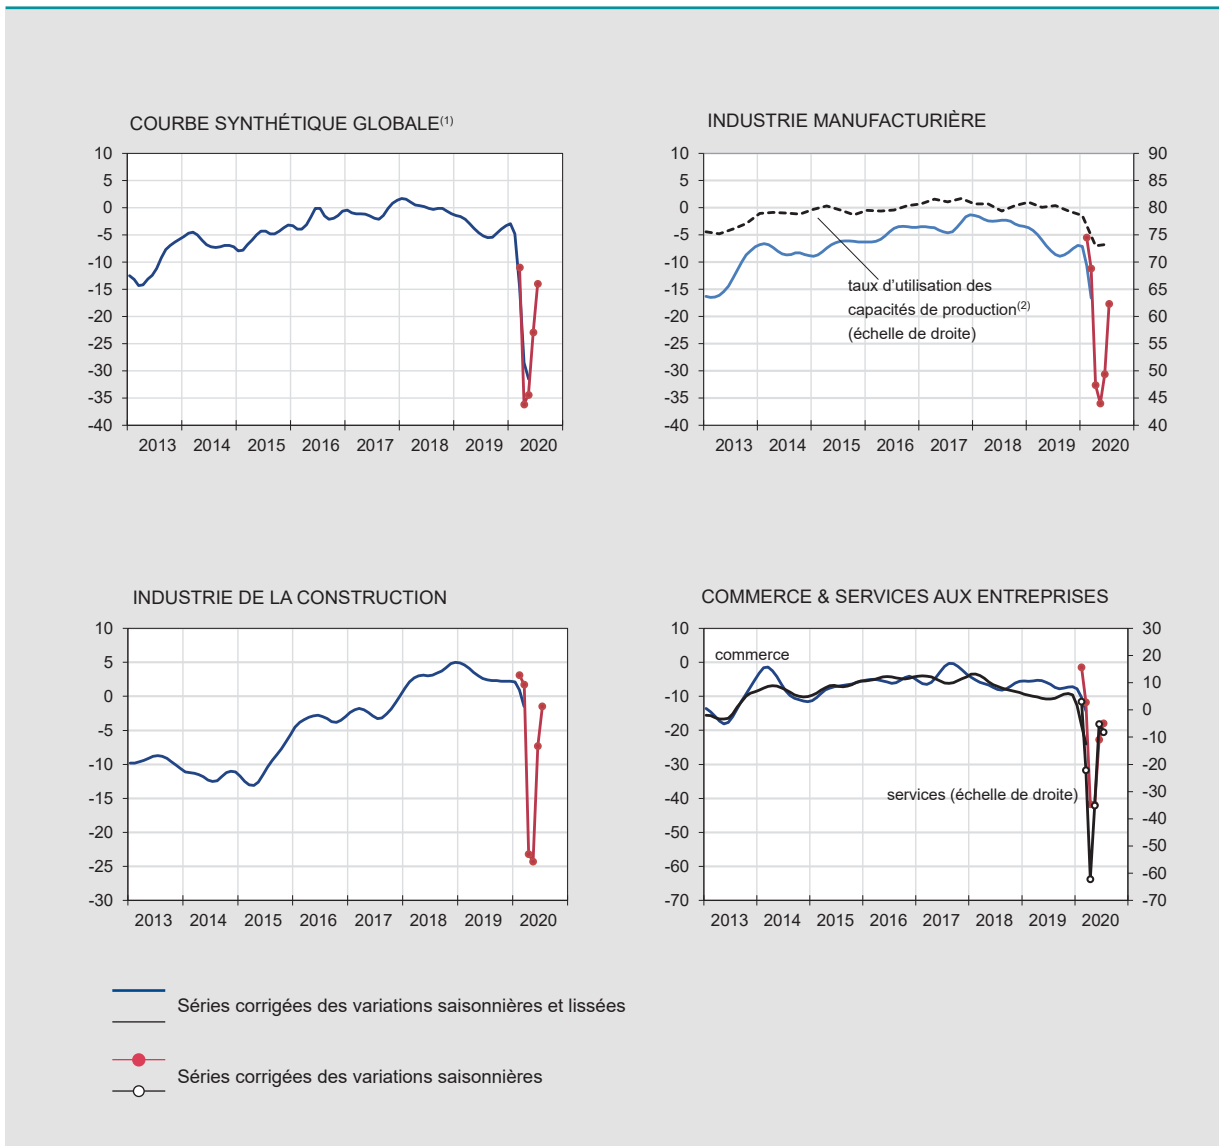 COURBE SYNTHÉTIQUE GLOBALE(1)
10
5
0
-5
-10
-15
-20
-25
-30
-35
-40
2013 2014 2015 2016 2017 2018 2019 2020
INDUSTRIE MANUFACTURIÈRE
10 90
5 85
0 80
-5 75
-10 70
-15 65
-20 60
-25 55
-30 50
-35 45
-40 40
taux d'utilisation des
capacités de production(2)
(échelle de droite)
2013 2014 2015 2016 2017 2018 2019 2020
INDUSTRIE DE LA CONSTRUCTION
10
5
0
-5
-10
-15
-20
-25
-30
2013 2014 2015 2016 2017 2018 2019 2020
COMMERCE & SERVICES AUX ENTREPRISES
10 30
20
0 10
-10 0
-10
-20 -20
-30 -30
-40 -40
-50 -50
-60 -60
-70 -70
commerce
services (échelle de droite)
2013 2014 2015 2016 2017 2018 2019 2020
Séries corrigées des variations saisonnières et lissées
Séries corrigées des variations saisonnières